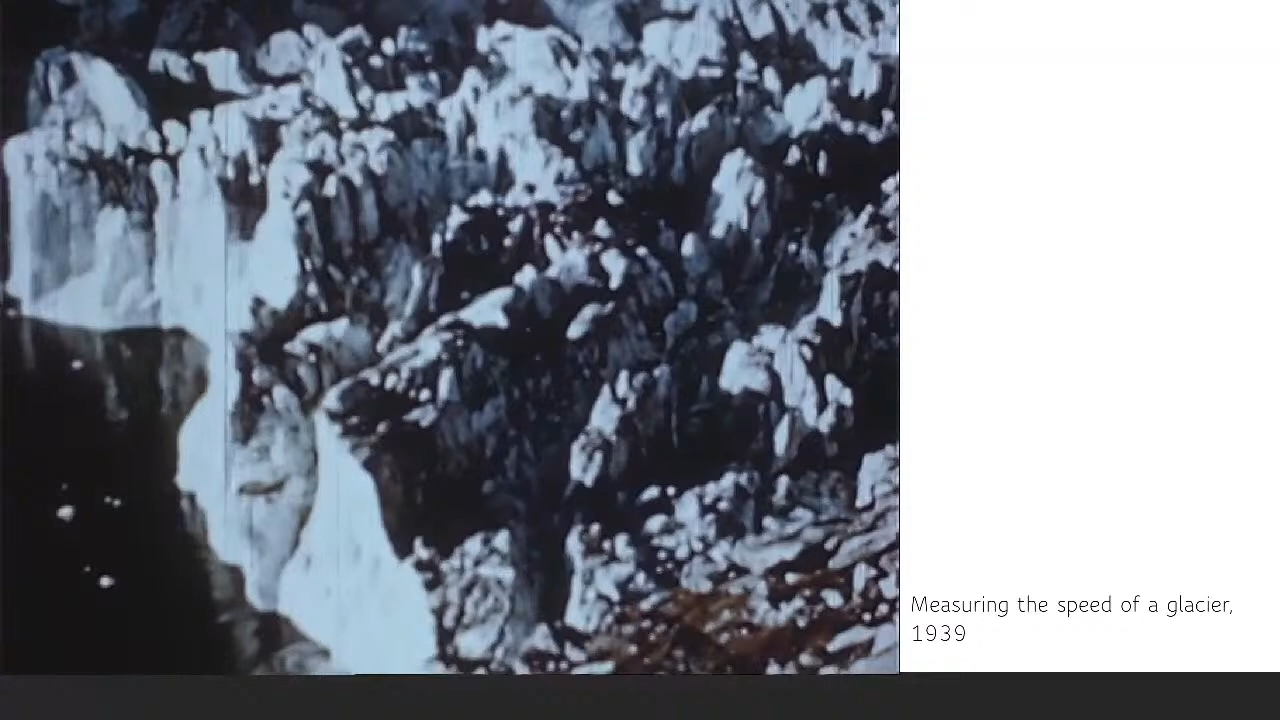 Measuring the speed of a glacier,
1939